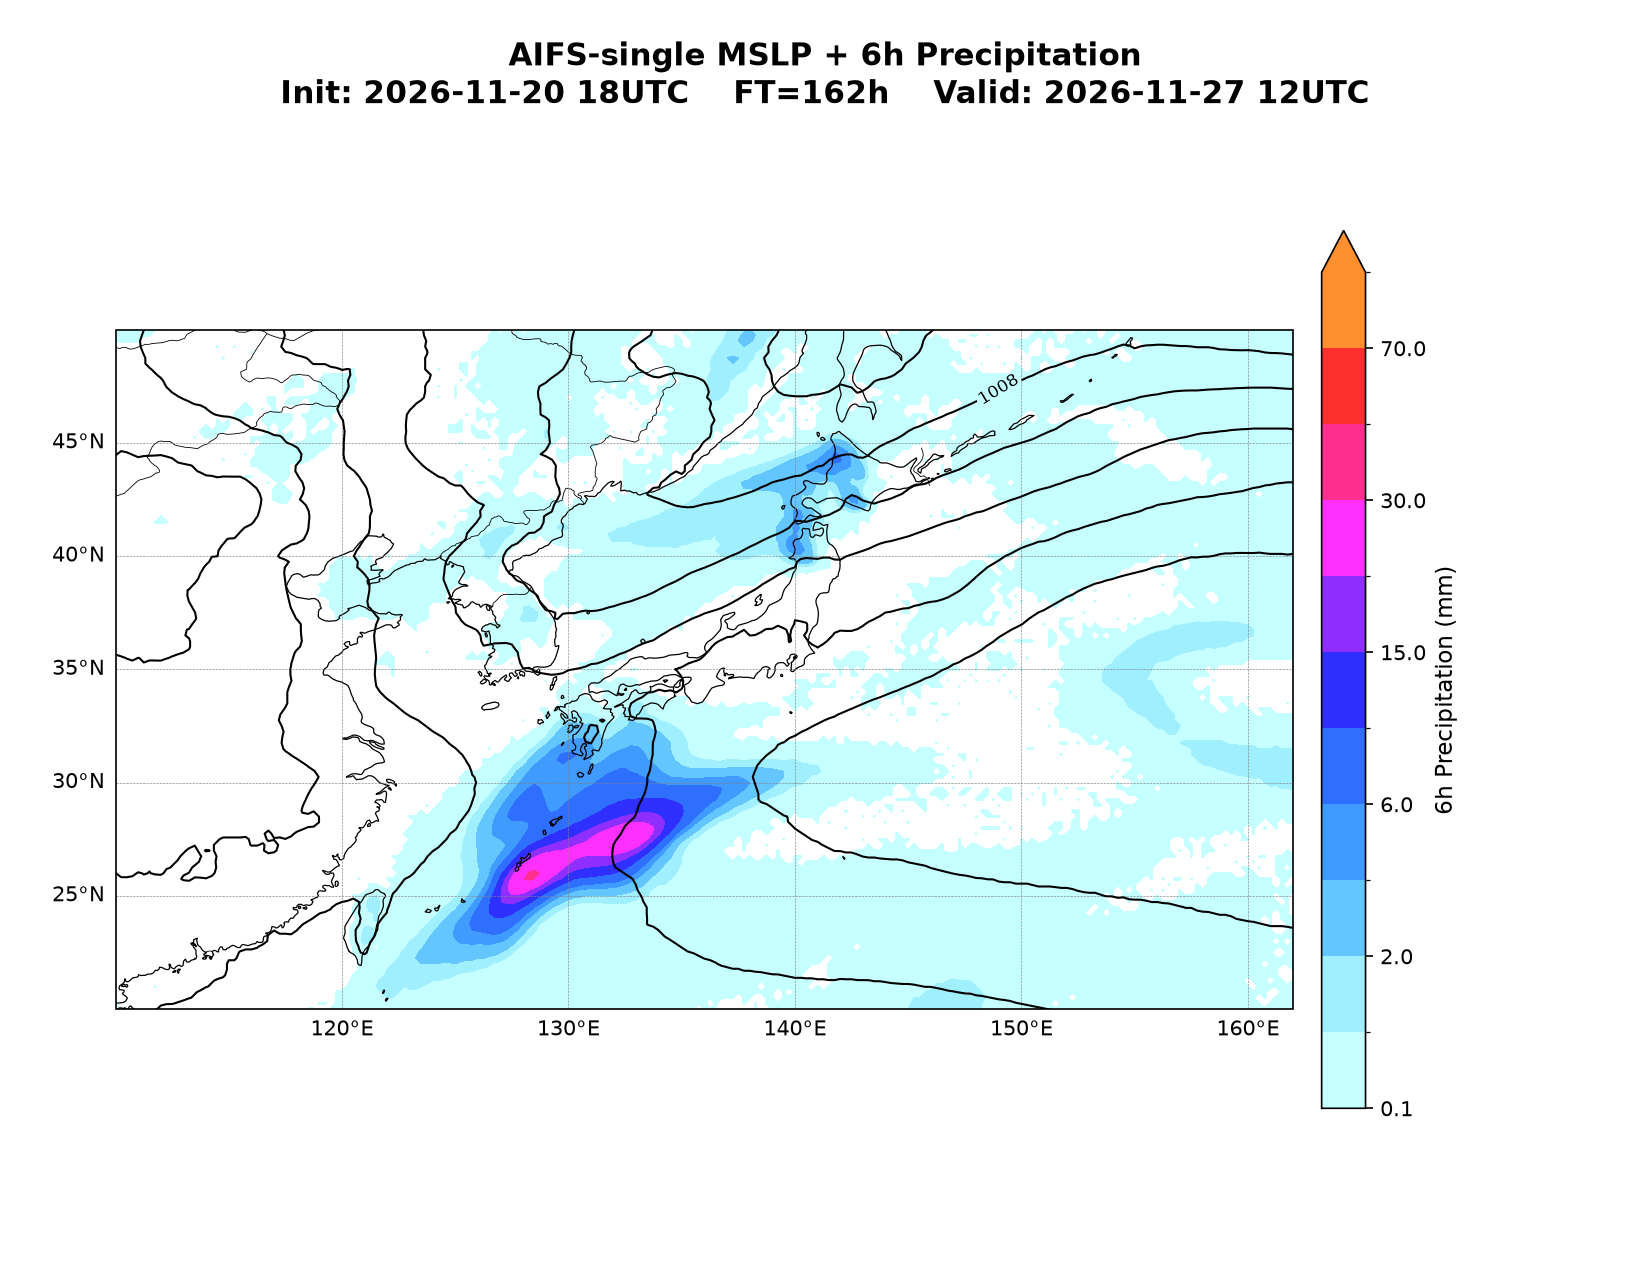 AIFS-single MSLP + 6h Precipitation
Init: 2026-11-20 18UTC    FT=162h    Valid: 2026-11-27 12UTC
70.0
1008
45°N
30.0
40°N
35°N
15.0
30°N
6.0
25°N
2.0
120°E
130°E
140°E
150°E
160°E
0.1
6h Precipitation (mm)